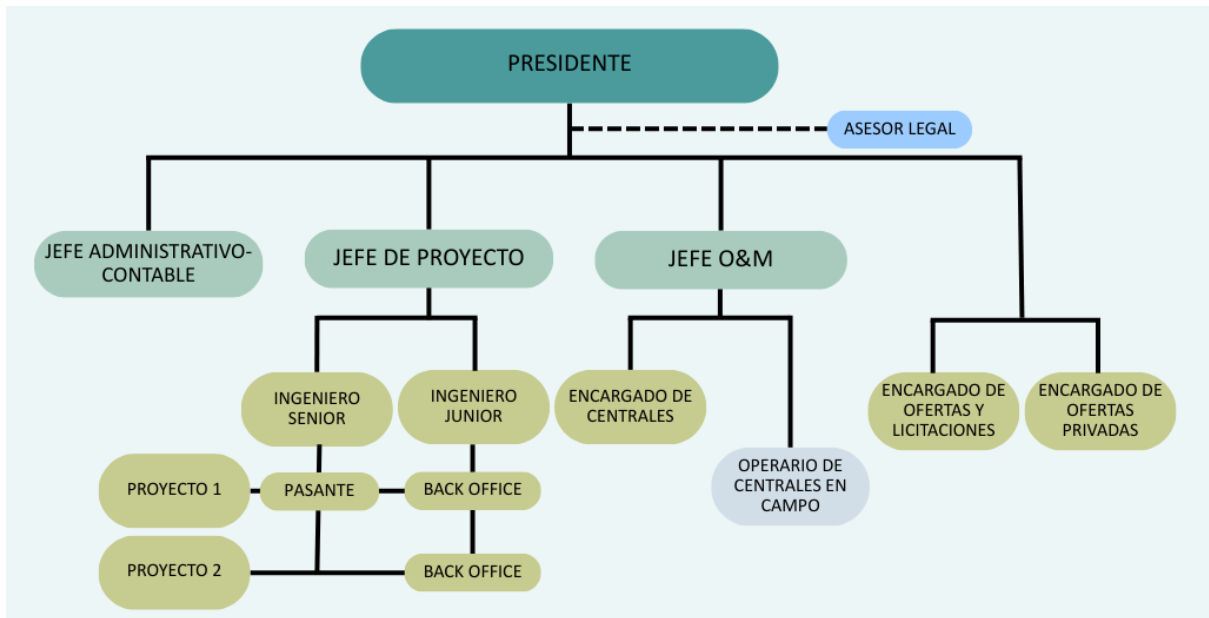 PRESIDENTE
ASESOR LEGAL
JEFE ADMINISTRATIVO-
CONTABLE
JEFE DE PROYECTO
JEFE O&M
INGENIERO
SENIOR
INGENIERO
JUNIOR
ENCARGADO DE
CENTRALES
ENCARGADO DE
OFERTAS Y
LICITACIONES
ENCARGADO DE
OFERTAS
PRIVADAS
OPERARIO DE
CENTRALES EN
CAMPO
PROYECTO 1
PASANTE
BACK OFFICE
PROYECTO 2
BACK OFFICE